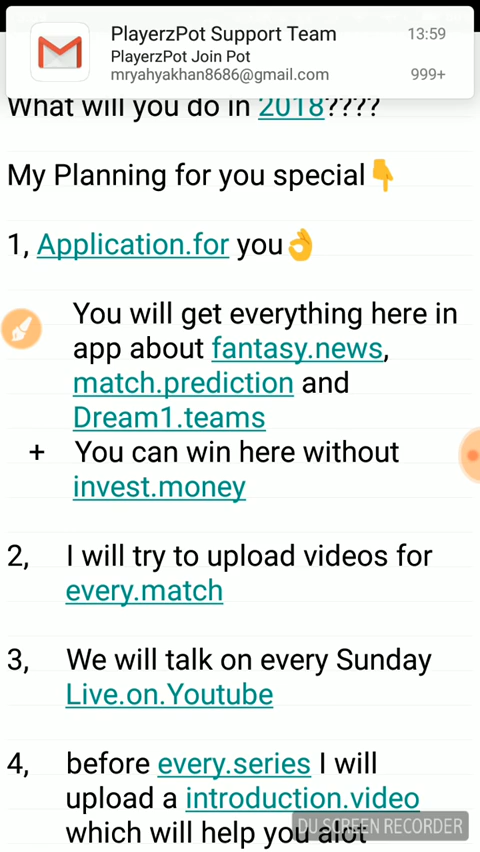 PlayerzPot Support Team 13:59
PlayerzPot Join Pot
mryahyakhan8686@gmail.com 999+
What will you do in 2018????
My Planning for you special👇
1, Application.for you👌
You will get everything here in
app about fantasy.news,
match.prediction and
Dream1.teams
+ You can win here without
invest.money
2, I will try to upload videos for
every.match
3, We will talk on every Sunday
Live.on.Youtube
4, before every.series I will
upload a introduction.video
which will help you alot
DU SCREEN RECORDER